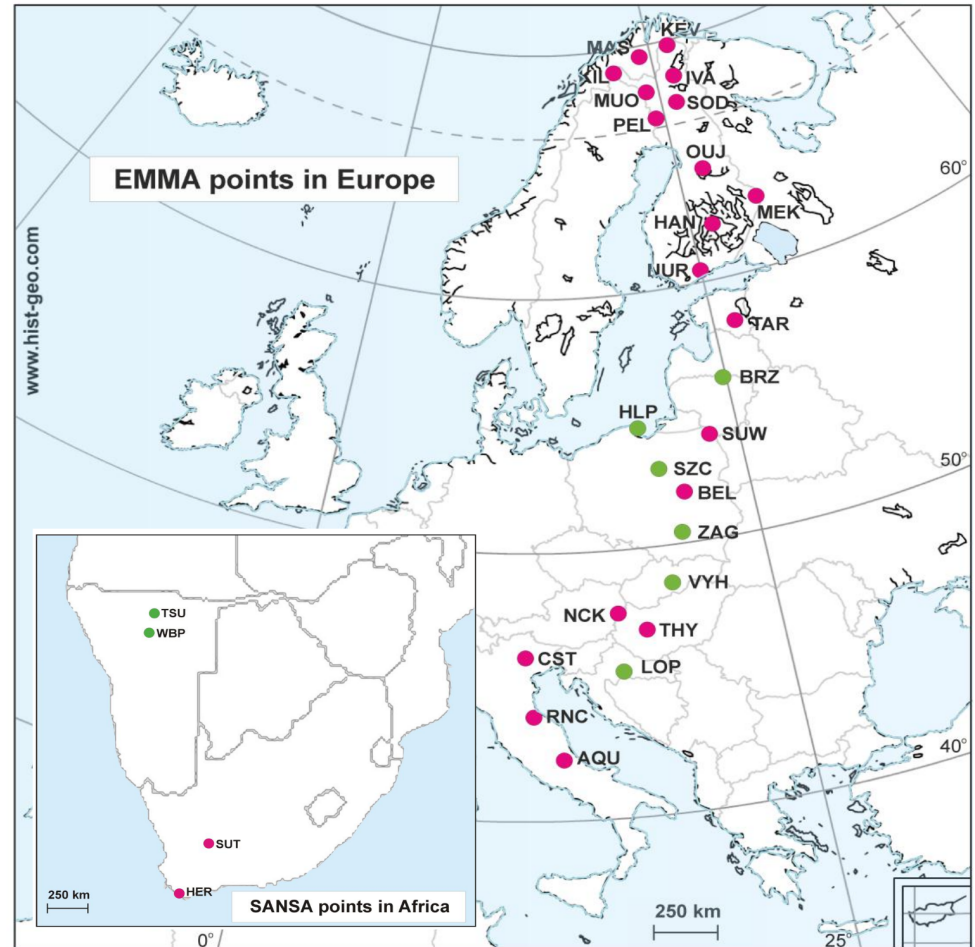 KEV
MAS
KIL
IVA
MUO
SOD
PEL
OUJ
60°
EMMA points in Europe
MEK
HAN
NUR
www.hist-geo.com
TAR
BRZ
HLP
SUW
50°
SZC
BEL
ZAG
VYH
NCK
THY
CST
LOP
RNC
40°
AQU
TSU
WBP
SUT
HER
250 km
SANSA points in Africa
250 km
0°
25°